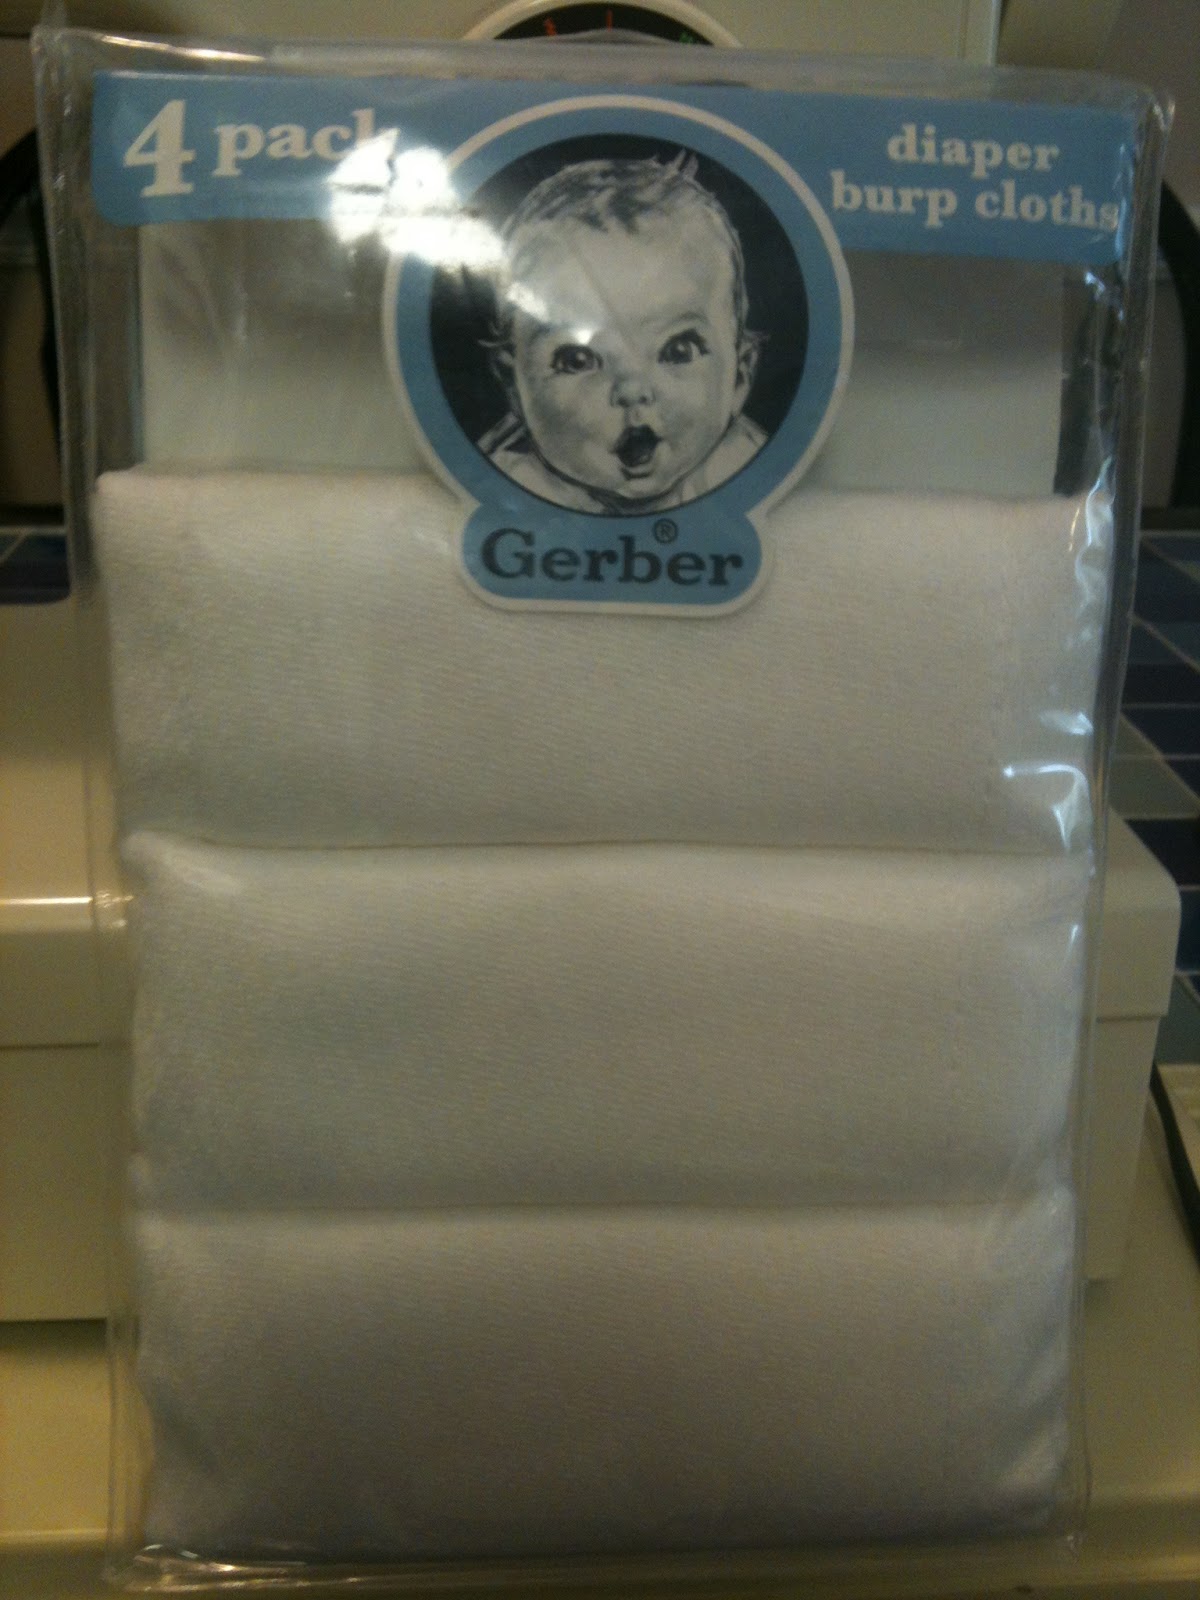 4 pack
diaper
burp cloths
Gerber®